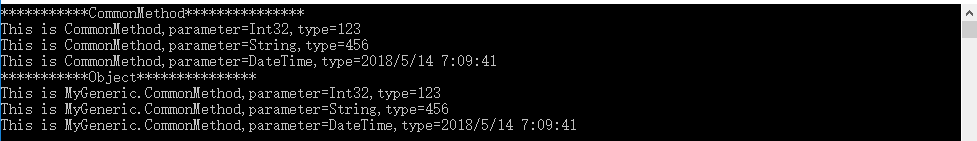 ***********CommonMethod***************
This is CommonMethod,parameter=Int32,type=123
This is CommonMethod,parameter=String,type=456
This is CommonMethod,parameter=DateTime,type=2018/5/14 7:09:41
***********Object***************
This is MyGeneric.CommonMethod,parameter=Int32,type=123
This is MyGeneric.CommonMethod,parameter=String,type=456
This is MyGeneric.CommonMethod,parameter=DateTime,type=2018/5/14 7:09:41